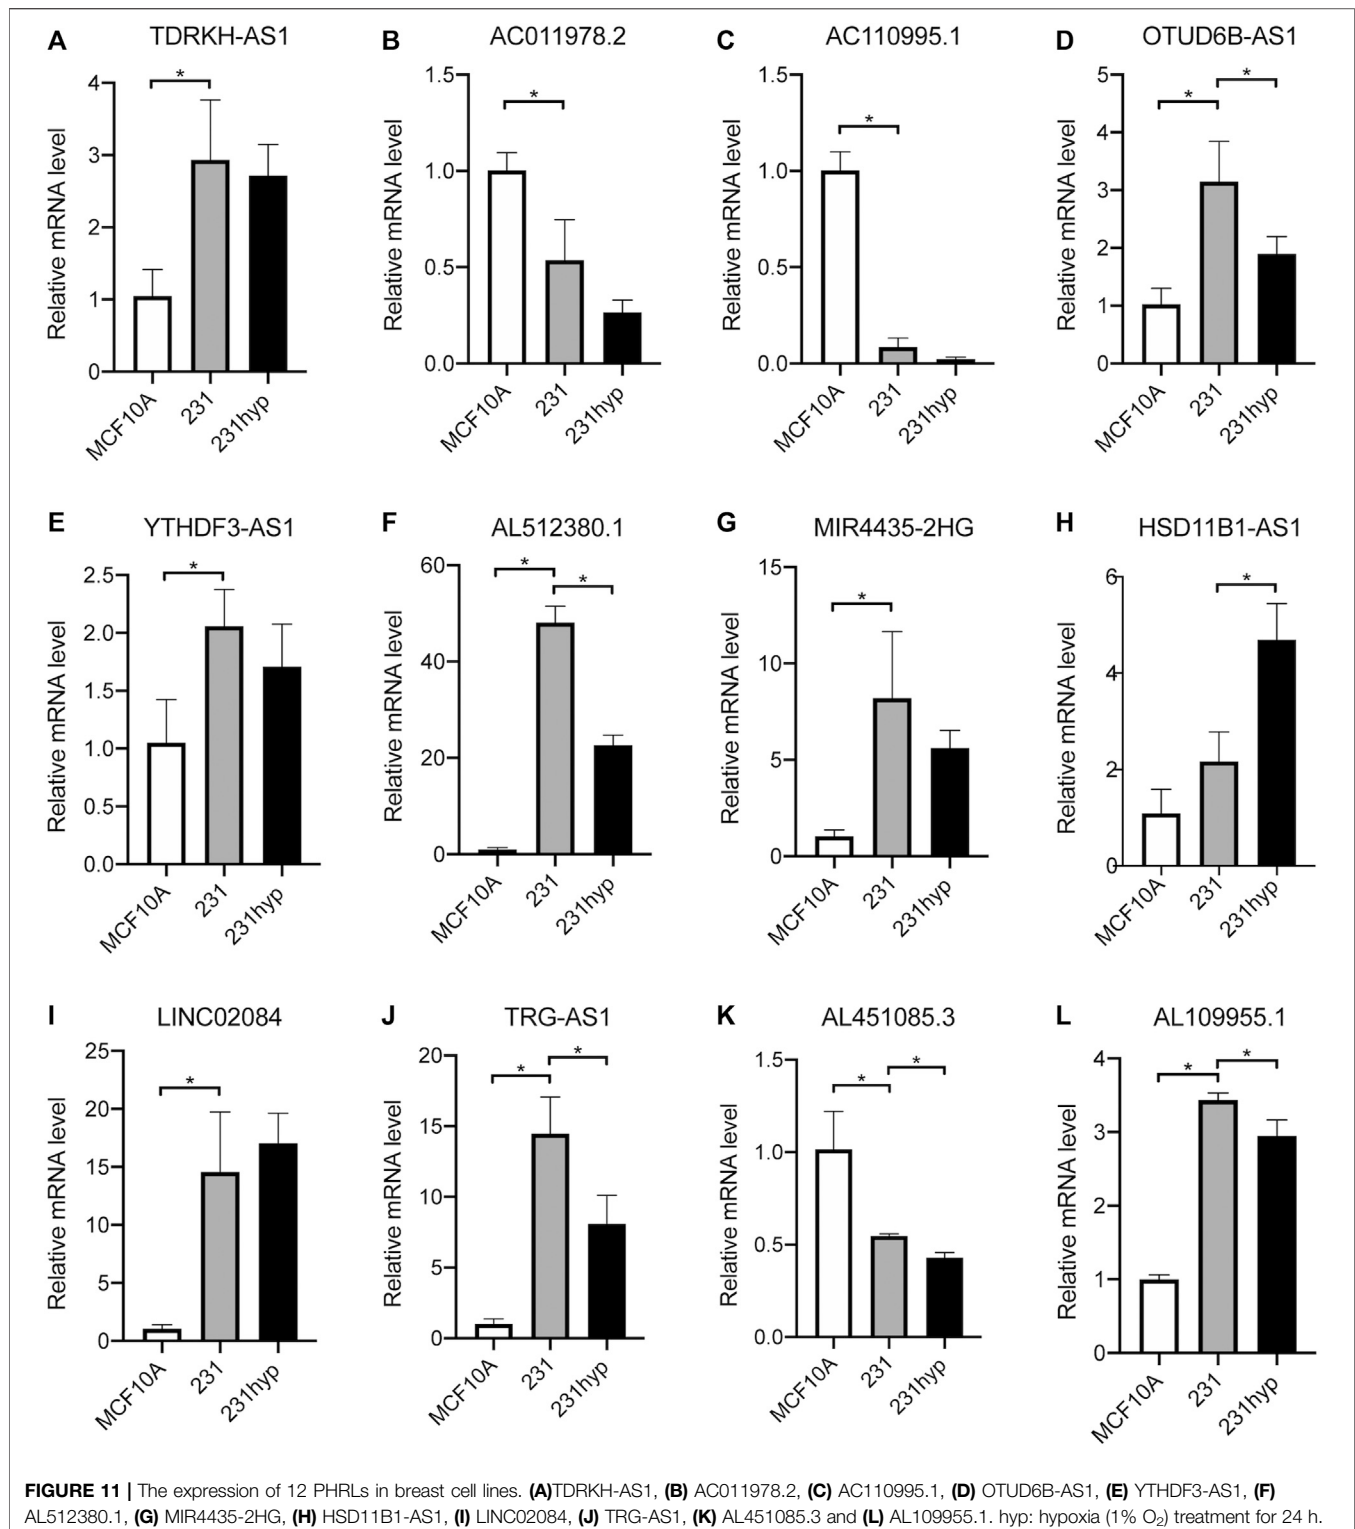 A TDRKH-AS1
Relative mRNA level
4
3
2
1
0
*
MCF10A
231
231hyp
B AC011978.2
Relative mRNA level
1.5
1.0
0.5
0.0
*
MCF10A
231
231hyp
C AC110995.1
Relative mRNA level
1.5
1.0
0.5
0.0
*
MCF10A
231
231hyp
D OTUD6B-AS1
Relative mRNA level
5
4
3
2
1
0
* *
MCF10A
231
231hyp
E YTHDF3-AS1
Relative mRNA level
2.5
2.0
1.5
1.0
0.5
0.0
*
MCF10A
231
231hyp
F AL512380.1
Relative mRNA level
60
40
20
0
* *
MCF10A
231
231hyp
G MIR4435-2HG
Relative mRNA level
15
10
5
0
*
MCF10A
231
231hyp
H HSD11B1-AS1
Relative mRNA level
6
4
2
0
*
MCF10A
231
231hyp
I LINC02084
Relative mRNA level
25
20
15
10
5
0
*
MCF10A
231
231hyp
J TRG-AS1
Relative mRNA level
20
15
10
5
0
* *
MCF10A
231
231hyp
K AL451085.3
Relative mRNA level
1.5
1.0
0.5
0.0
* *
MCF10A
231
231hyp
L AL109955.1
Relative mRNA level
4
3
2
1
0
* *
MCF10A
231
231hyp
FIGURE 11 | The expression of 12 PHRLs in breast cell lines. (A)TDRKH-AS1, (B) AC011978.2, (C) AC110995.1, (D) OTUD6B-AS1, (E) YTHDF3-AS1, (F)
AL512380.1, (G) MIR4435-2HG, (H) HSD11B1-AS1, (I) LINC02084, (J) TRG-AS1, (K) AL451085.3 and (L) AL109955.1. hyp: hypoxia (1% O₂) treatment for 24 h.